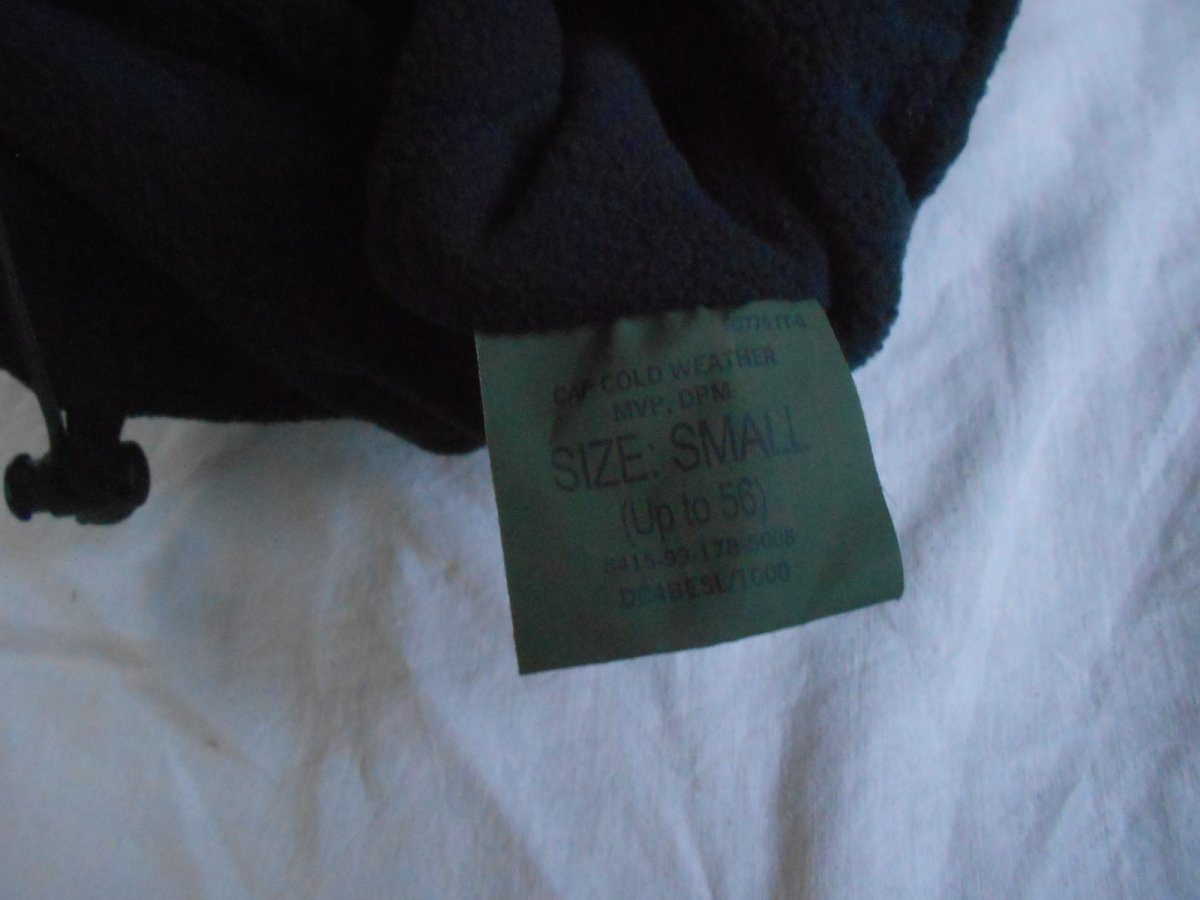 CAP COLD WEATHER
MVP, DPM
SIZE: SMALL
(Up to 56)
8415-99-178-5008
DC4BESL/1000